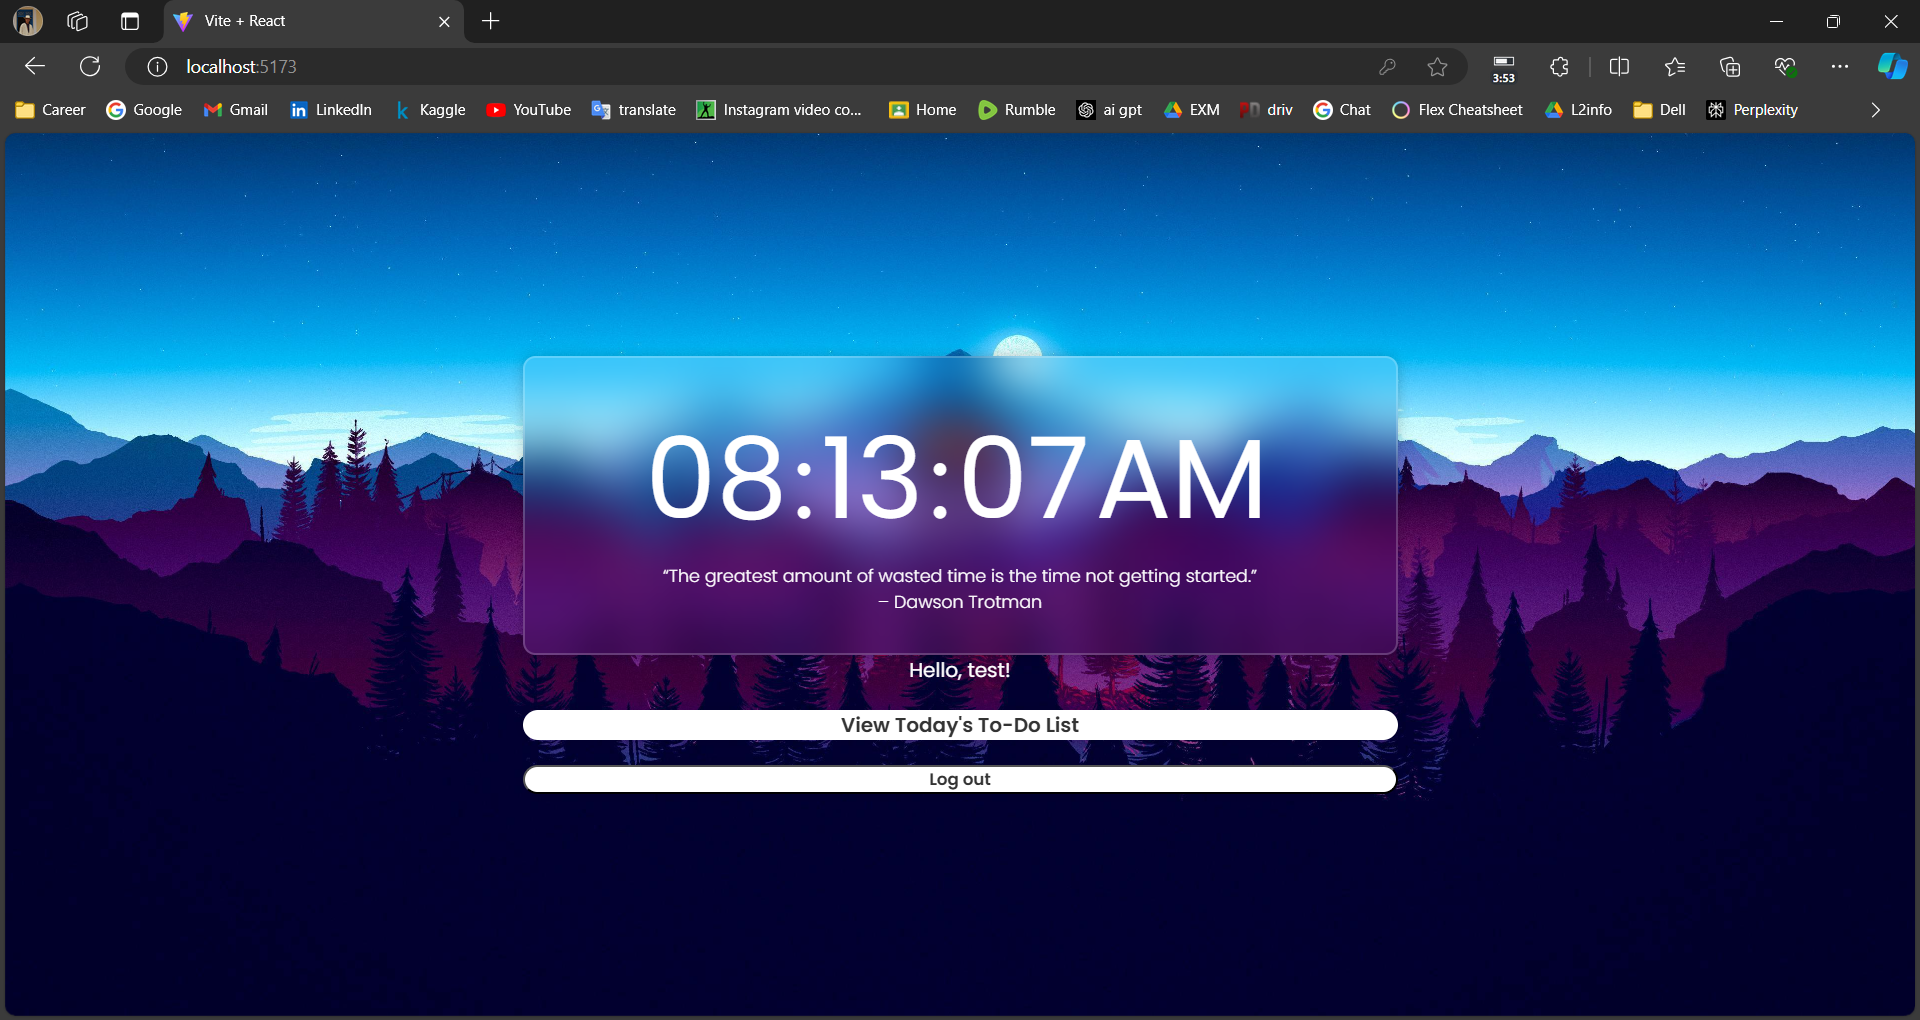 Vite + React
localhost:5173
3:53
Career Google Gmail LinkedIn Kaggle YouTube translate Instagram video co... Home Rumble ai gpt EXM driv Chat Flex Cheatsheet L2info Dell Perplexity
08:13:07AM
“The greatest amount of wasted time is the time not getting started.”
– Dawson Trotman
Hello, test!
View Today's To-Do List
Log out